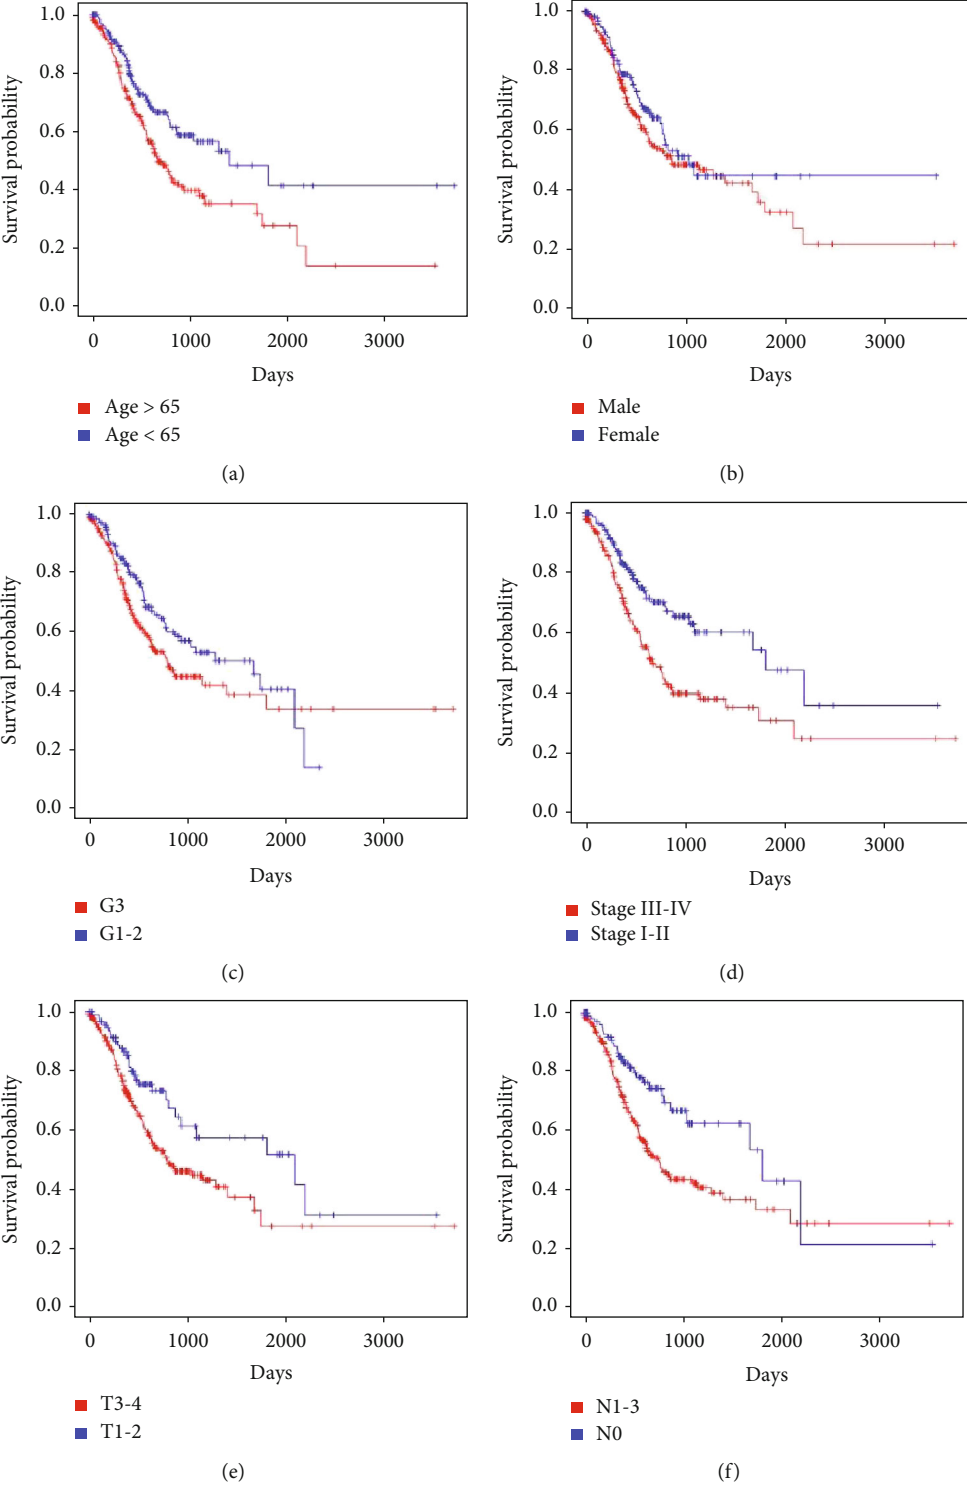 Survival probability
1.0
0.8
0.6
0.4
0.2
0.0
0 1000 2000 3000
Days
Age > 65
Age < 65
(a)
Survival probability
1.0
0.8
0.6
0.4
0.2
0.0
0 1000 2000 3000
Days
Male
Female
(b)
Survival probability
1.0
0.8
0.6
0.4
0.2
0.0
0 1000 2000 3000
Days
G3
G1-2
(c)
Survival probability
1.0
0.8
0.6
0.4
0.2
0.0
0 1000 2000 3000
Days
Stage III-IV
Stage I-II
(d)
Survival probability
1.0
0.8
0.6
0.4
0.2
0.0
0 1000 2000 3000
Days
T3-4
T1-2
(e)
Survival probability
1.0
0.8
0.6
0.4
0.2
0.0
0 1000 2000 3000
Days
N1-3
N0
(f)